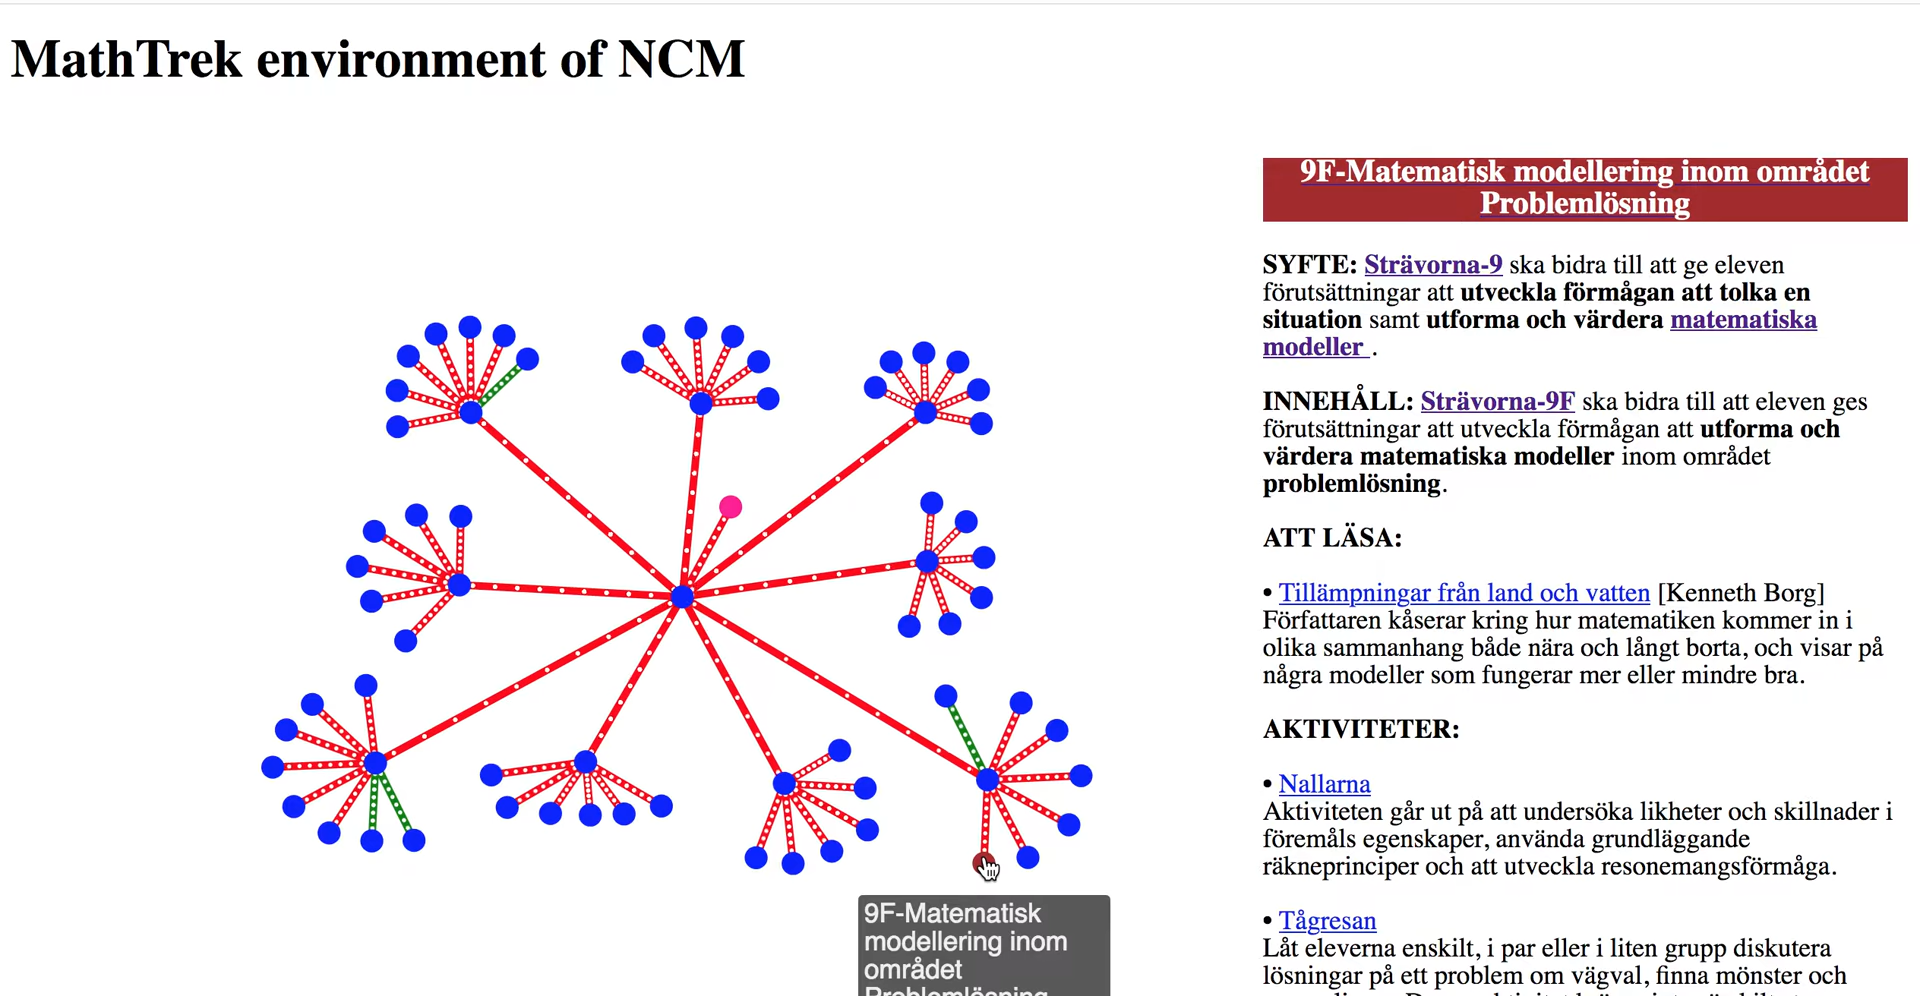 MathTrek environment of NCM
9F-Matematisk modellering inom området
Problemlösning
SYFTE: Strävorna-9 ska bidra till att ge eleven
förutsättningar att utveckla förmågan att tolka en
situation samt utforma och värdera matematiska
modeller .
INNEHÅLL: Strävorna-9F ska bidra till att eleven ges
förutsättningar att utveckla förmågan att utforma och
värdera matematiska modeller inom området
problemlösning.
ATT LÄSA:
• Tillämpningar från land och vatten [Kenneth Borg]
Författaren kåserar kring hur matematiken kommer in i
olika sammanhang både nära och långt borta, och visar på
några modeller som fungerar mer eller mindre bra.
AKTIVITETER:
• Nallarna
Aktiviteten går ut på att undersöka likheter och skillnader i
föremåls egenskaper, använda grundläggande
räkneprinciper och att utveckla resonemangsförmåga.
• Tågresan
Låt eleverna enskilt, i par eller i liten grupp diskutera
lösningar på ett problem om vägval, finna mönster och
9F-Matematisk
modellering inom
området
Problemlösning